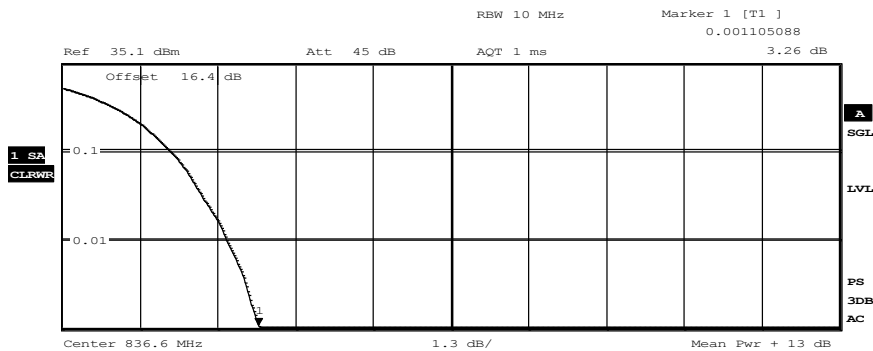 RBW 10 MHz Marker 1 [T1 ]
0.001105088
Ref 35.1 dBm Att 45 dB AQT 1 ms 3.26 dB
Offset 16.4 dB
A
SGL
0.1
1 SA
CLRWR
LVL
0.01
PS
3DB
1
AC
Center 836.6 MHz 1.3 dB/ Mean Pwr + 13 dB